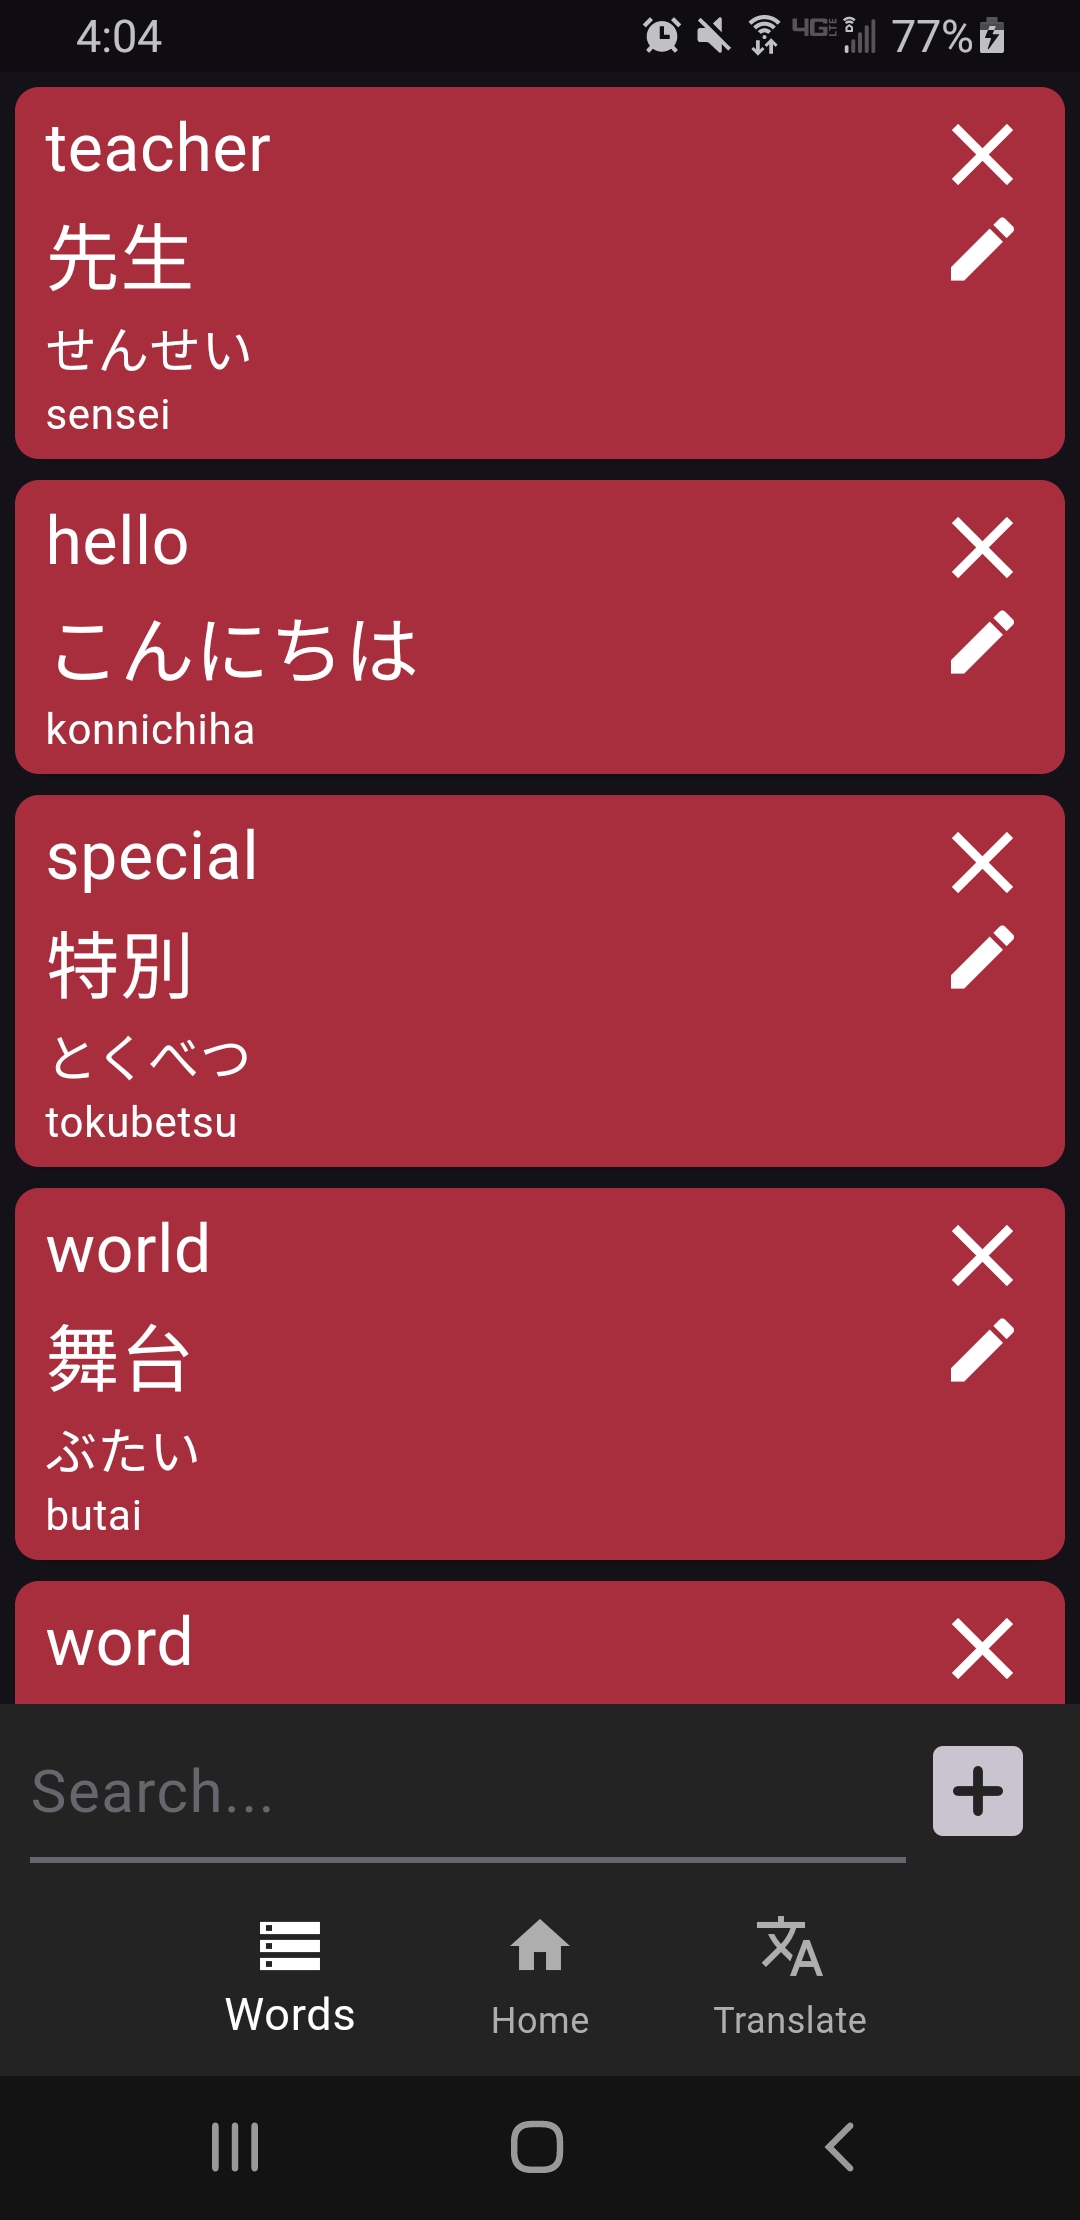 4:04 4G LTE 77%
teacher
先生
せんせい
sensei
hello
こんにちは
konnichiha
special
特別
とくべつ
tokubetsu
world
舞台
ぶたい
butai
word
Search...
Words Home Translate